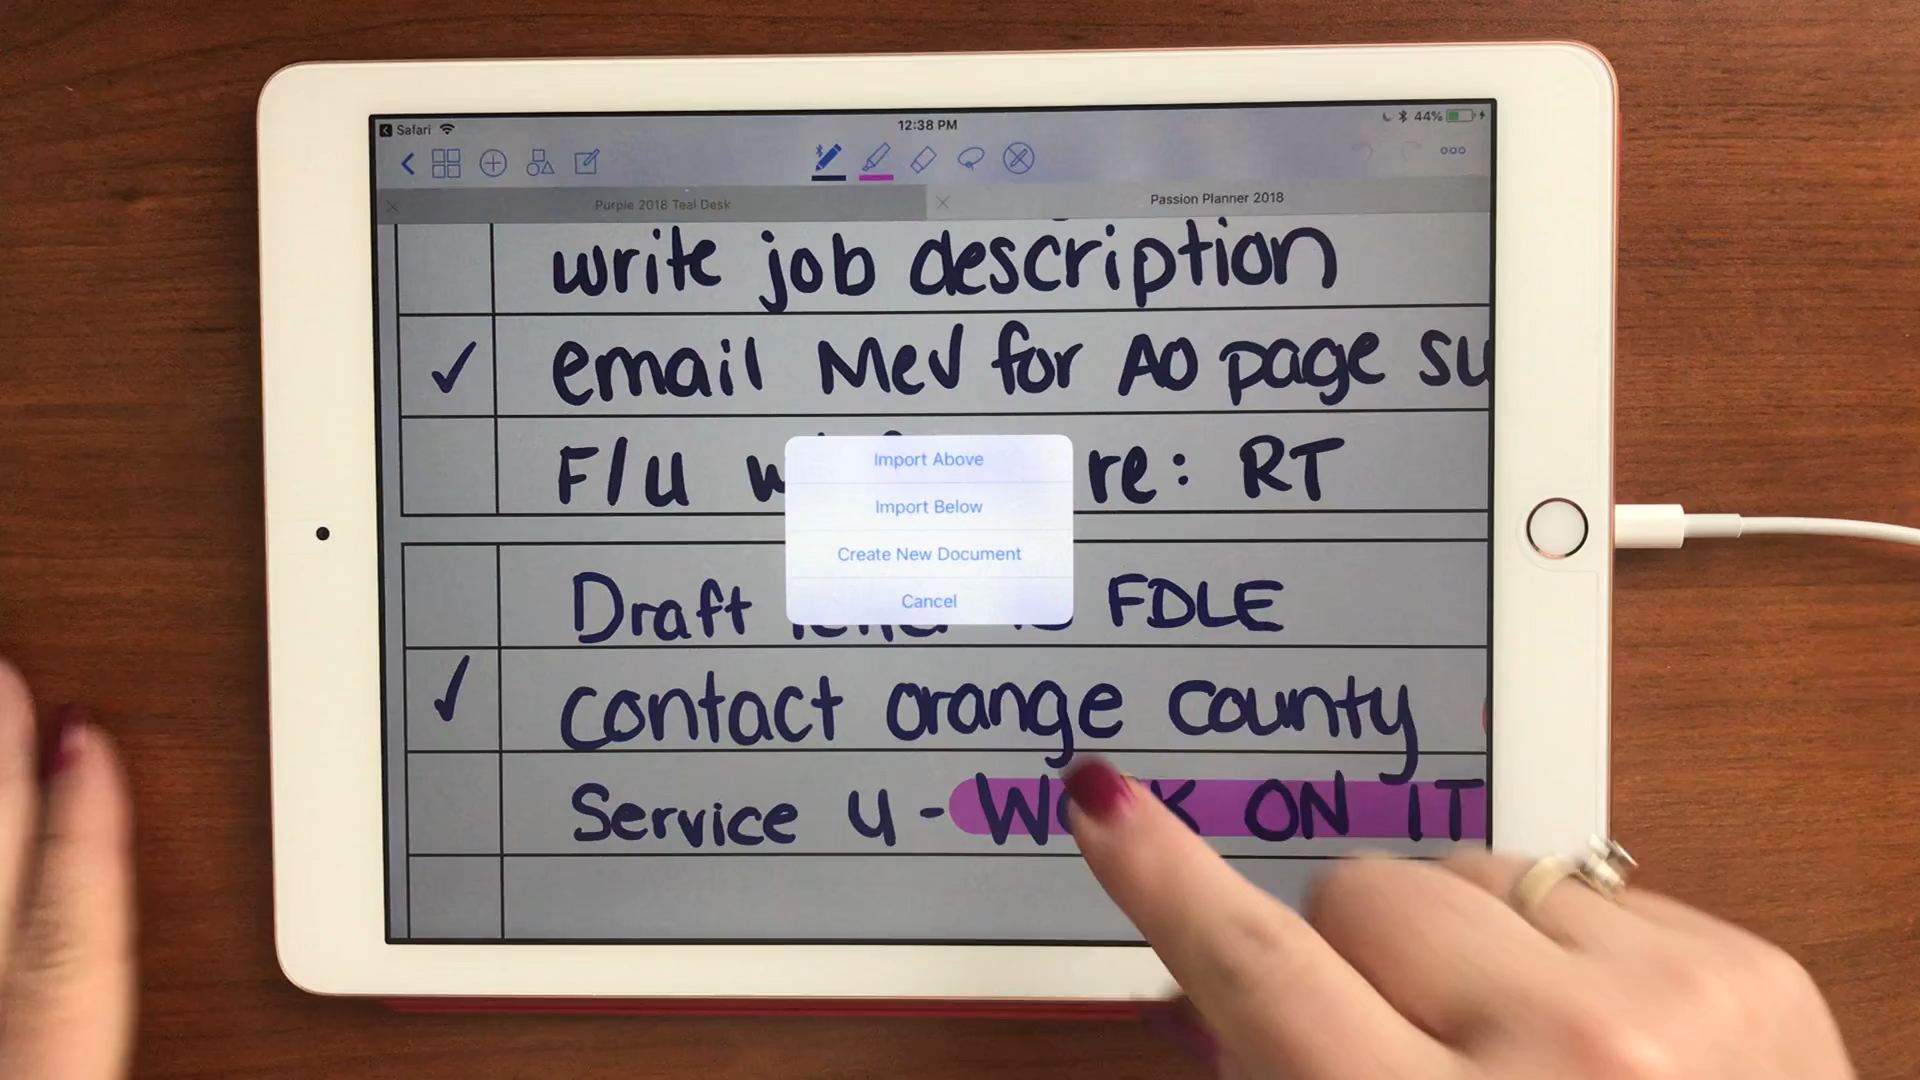 Safari
12:38 PM
44%
Purple 2018 Teal Desk
Passion Planner 2018
write job description
✓ email Mev for AO page su
F/U re: RT
Import Above
Import Below
Create New Document
Cancel
Draft FDLE
✓ contact orange county
Service U - WORK ON IT